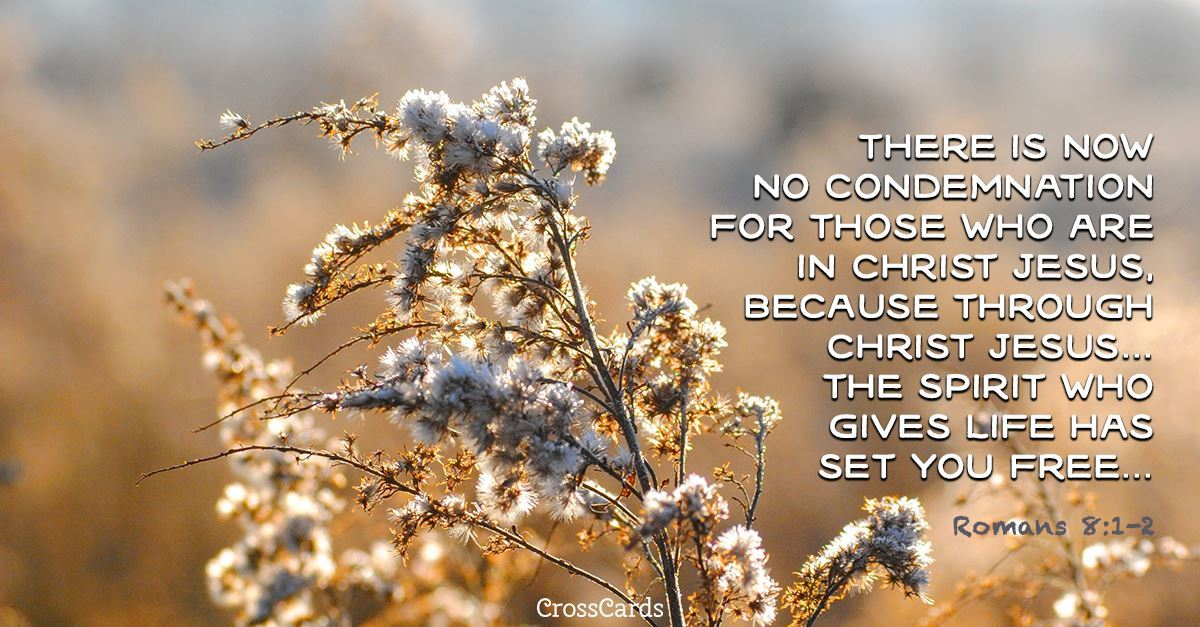 THERE IS NOW
NO CONDEMNATION
FOR THOSE WHO ARE
IN CHRIST JESUS,
BECAUSE THROUGH
CHRIST JESUS...
THE SPIRIT WHO
GIVES LIFE HAS
SET YOU FREE...
Romans 8:1-2
CrossCards